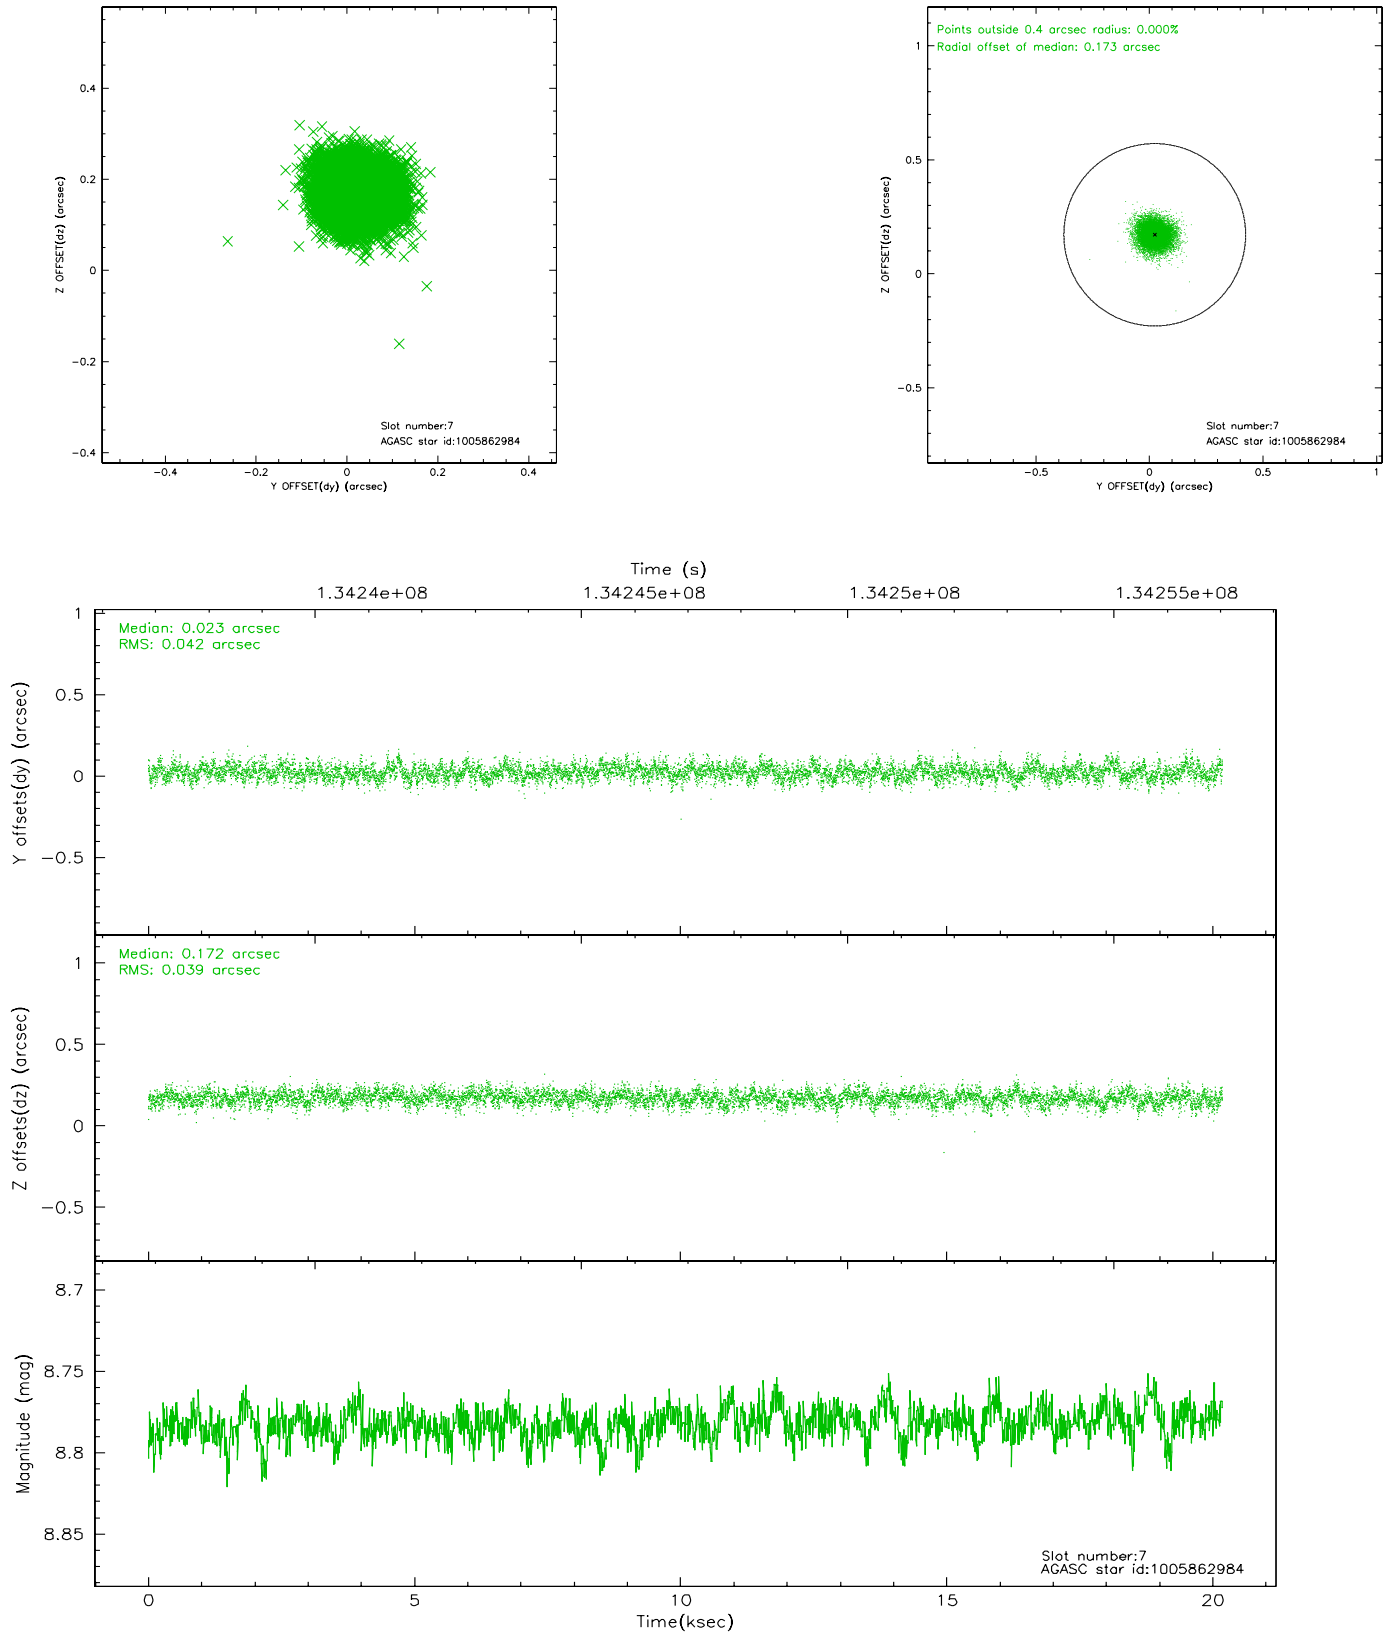 0.4
0.2
0
−0.2
−0.4
Z OFFSET(dz) (arcsec)
Slot number:7
AGASC star id:1005862984
−0.4 −0.2 0 0.2 0.4
Y OFFSET(dy) (arcsec)
Points outside 0.4 arcsec radius: 0.000%
Radial offset of median: 0.173 arcsec
1
0.5
0
−0.5
Z OFFSET(dz) (arcsec)
Slot number:7
AGASC star id:1005862984
−0.5 0 0.5 1
Y OFFSET(dy) (arcsec)
Time (s)
1.3424e+08 1.34245e+08 1.3425e+08 1.34255e+08
Median: 0.023 arcsec
RMS: 0.042 arcsec
1
0.5
0
−0.5
Y offsets(dy) (arcsec)
Median: 0.172 arcsec
RMS: 0.039 arcsec
1
0.5
0
−0.5
Z offsets(dz) (arcsec)
8.7
8.75
8.8
8.85
Magnitude (mag)
Slot number:7
AGASC star id:1005862984
0 5 10 15 20
Time(ksec)